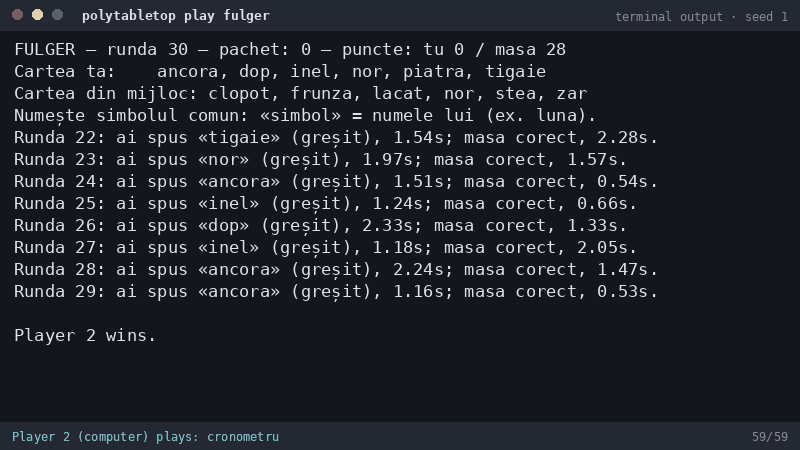 polytabletop play fulger
terminal output · seed 1
FULGER — runda 30 — pachet: 0 — puncte: tu 0 / masa 28
Cartea ta:    ancora, dop, inel, nor, piatra, tigaie
Cartea din mijloc: clopot, frunza, lacat, nor, stea, zar
Numește simbolul comun: «simbol» = numele lui (ex. luna).
Runda 22: ai spus «tigaie» (greșit), 1.54s; masa corect, 2.28s.
Runda 23: ai spus «nor» (greșit), 1.97s; masa corect, 1.57s.
Runda 24: ai spus «ancora» (greșit), 1.51s; masa corect, 0.54s.
Runda 25: ai spus «inel» (greșit), 1.24s; masa corect, 0.66s.
Runda 26: ai spus «dop» (greșit), 2.33s; masa corect, 1.33s.
Runda 27: ai spus «inel» (greșit), 1.18s; masa corect, 2.05s.
Runda 28: ai spus «ancora» (greșit), 2.24s; masa corect, 1.47s.
Runda 29: ai spus «ancora» (greșit), 1.16s; masa corect, 0.53s.
Player 2 wins.
Player 2 (computer) plays: cronometru
59/59